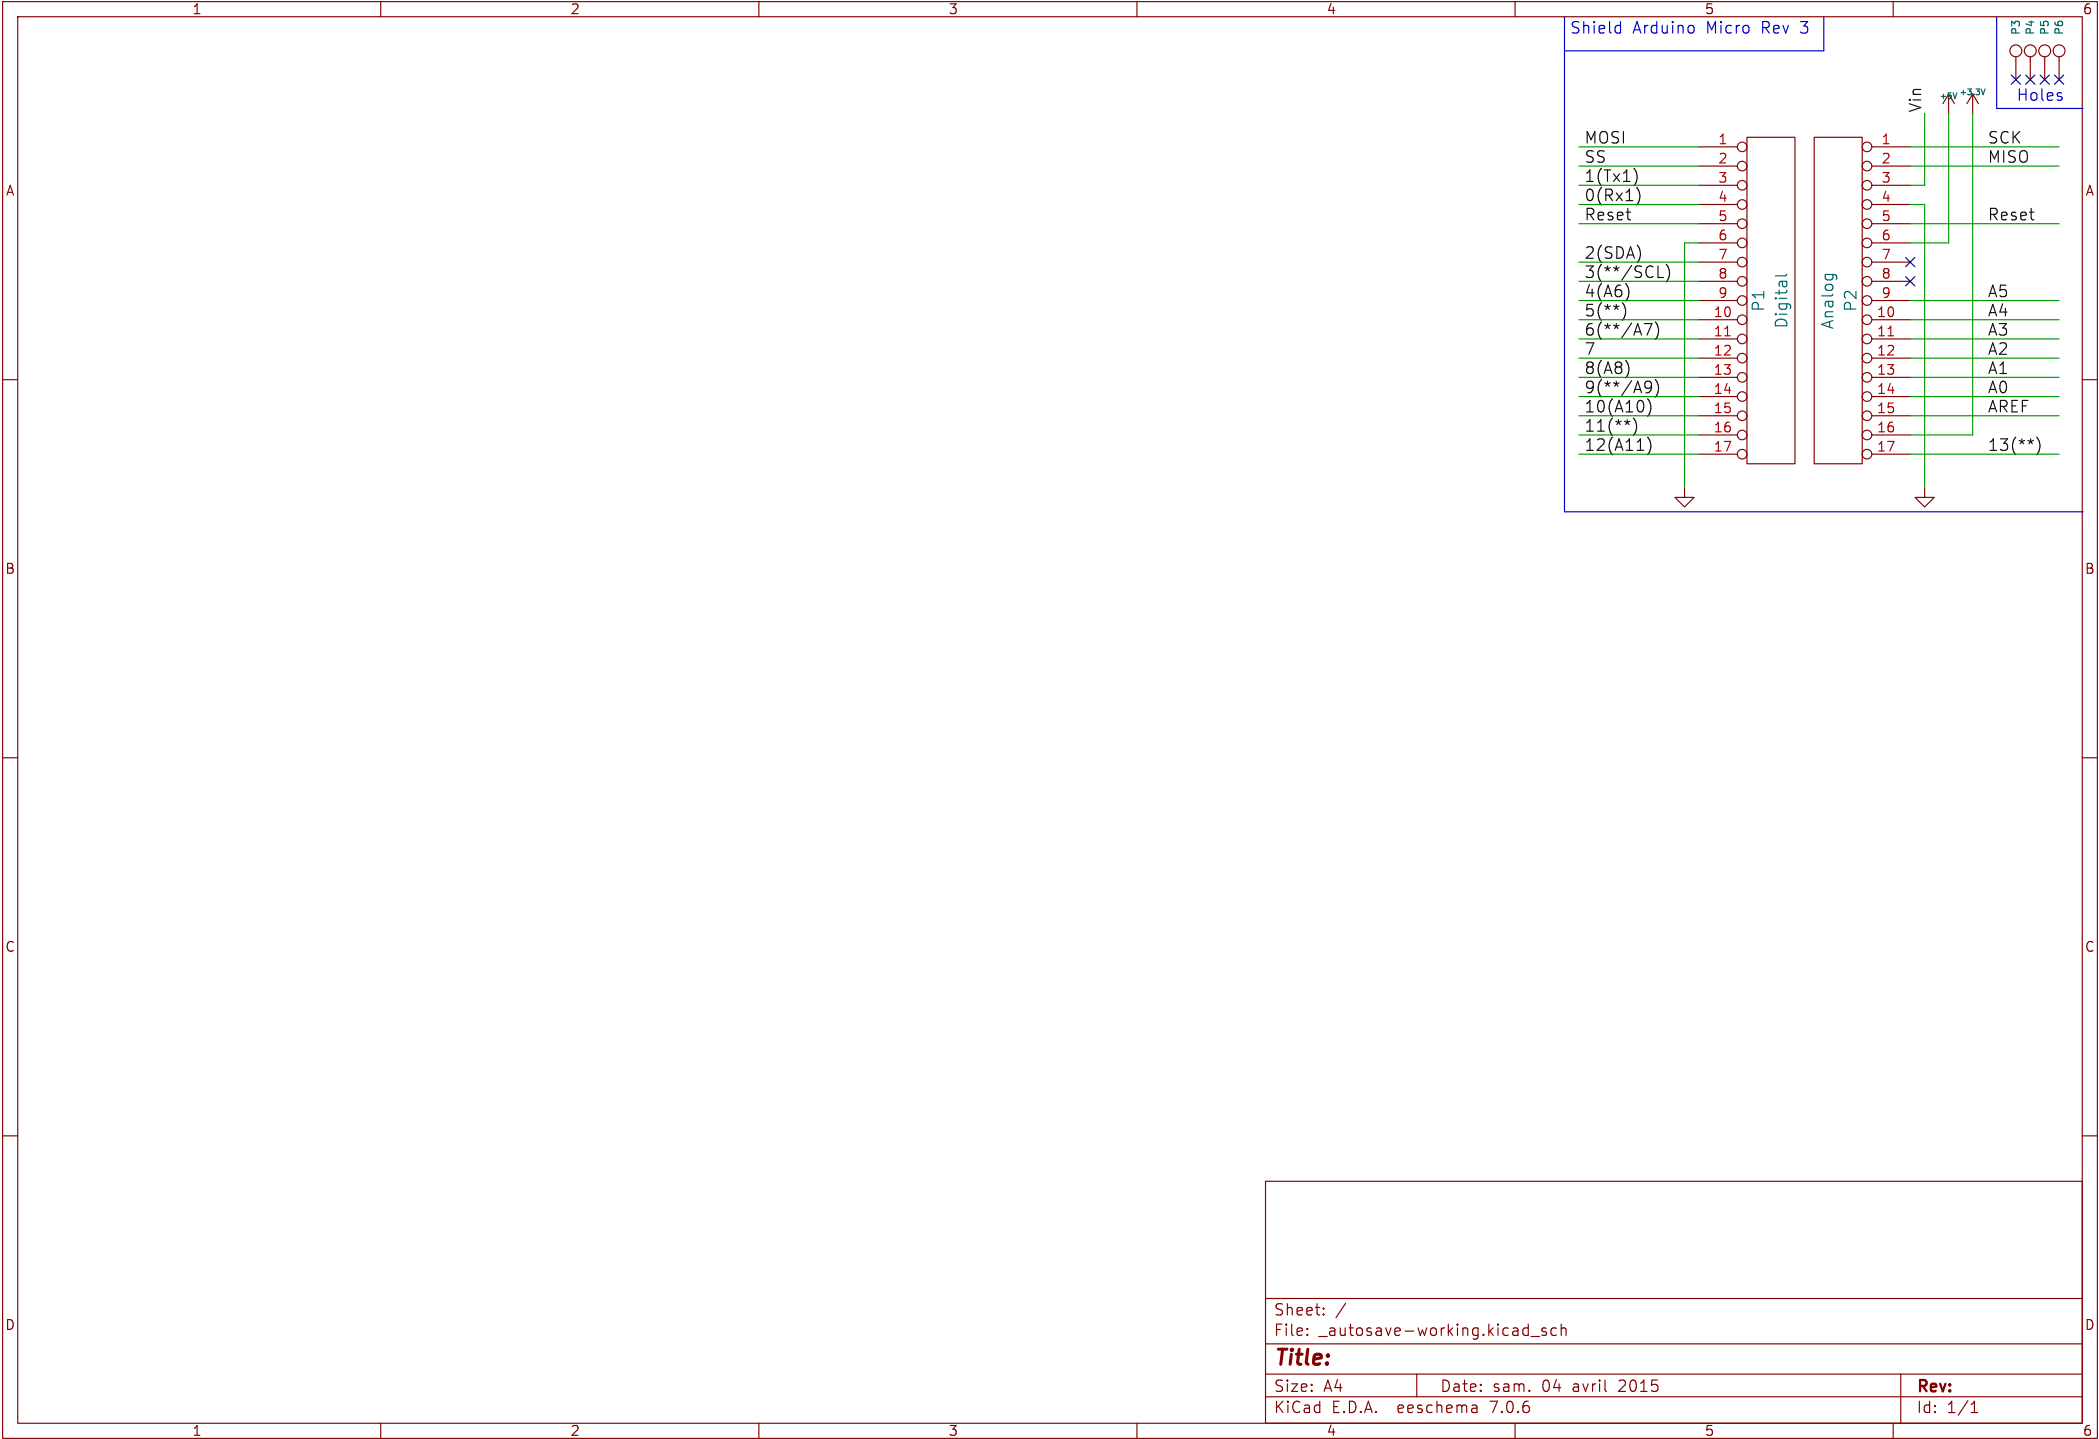 1 2 3 4 5 6
Shield Arduino Micro Rev 3
P3 P4 P5 P6
Holes
Vin +5V +3.3V
MOSI 1 1 SCK
SS 2 2 MISO
1(Tx1) 3 3
0(Rx1) 4 4
Reset 5 5 Reset
6 6
2(SDA) 7 7
3(**/SCL) 8 8
4(A6) 9 9 A5
5(**) 10 10 A4
6(**/A7) 11 11 A3
7 12 12 A2
8(A8) 13 13 A1
9(**/A9) 14 14 A0
10(A10) 15 15 AREF
11(**) 16 16
12(A11) 17 17 13(**)
P1
Digital
Analog
P2
A A
B B
C C
D D
Sheet: /
File: _autosave-working.kicad_sch
Title:
Size: A4 Date: sam. 04 avril 2015 Rev:
KiCad E.D.A. eeschema 7.0.6 Id: 1/1
1 2 3 4 5 6